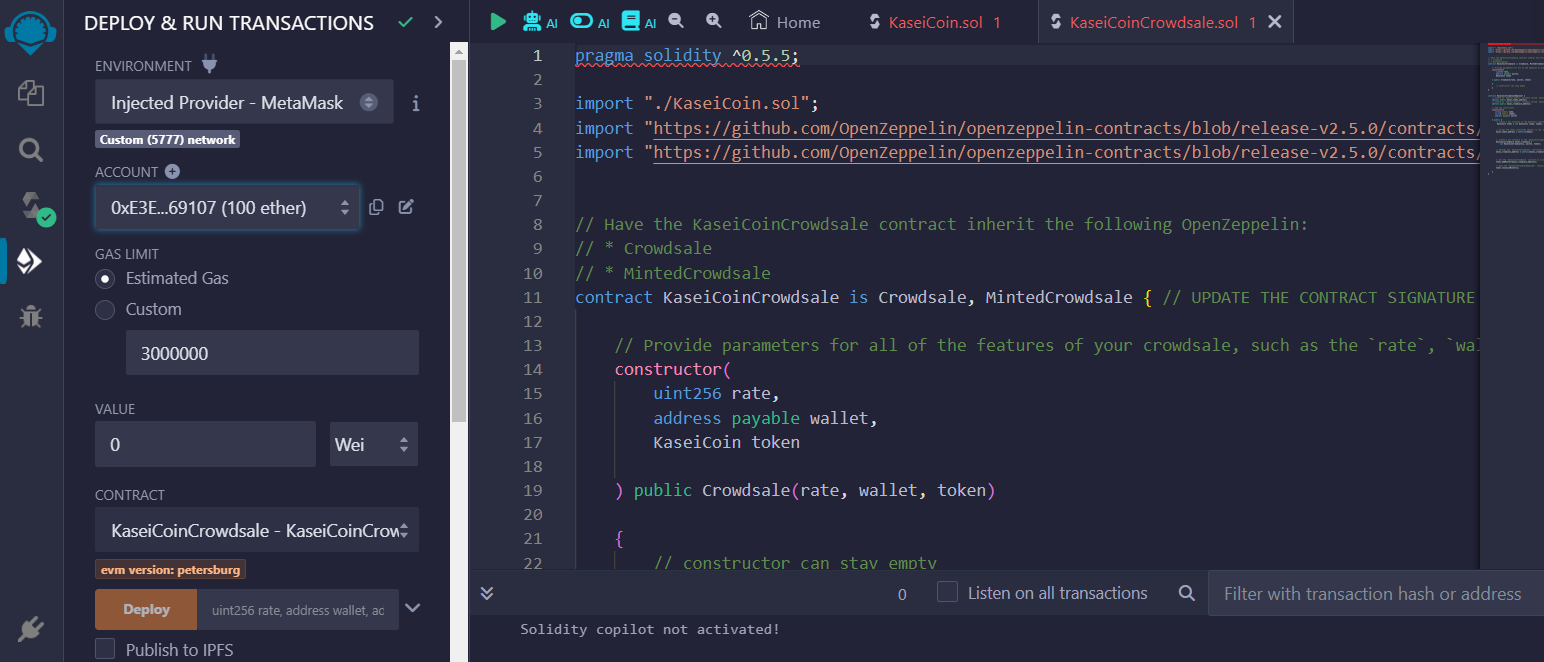 DEPLOY & RUN TRANSACTIONS
ENVIRONMENT
Injected Provider - MetaMask
Custom (5777) network
ACCOUNT
0xE3E...69107 (100 ether)
GAS LIMIT
Estimated Gas
Custom
3000000
VALUE
0
Wei
CONTRACT
KaseiCoinCrowdsale - KaseiCoinCrow
evm version: petersburg
Deploy
uint256 rate, address wallet, ac
Publish to IPFS
AI
AI
AI
Home
KaseiCoin.sol 1
KaseiCoinCrowdsale.sol 1
1 pragma solidity ^0.5.5;
2
3 import "./KaseiCoin.sol";
4 import "https://github.com/OpenZeppelin/openzeppelin-contracts/blob/release-v2.5.0/contracts/
5 import "https://github.com/OpenZeppelin/openzeppelin-contracts/blob/release-v2.5.0/contracts/
6
7
8 // Have the KaseiCoinCrowdsale contract inherit the following OpenZeppelin:
9 // * Crowdsale
10 // * MintedCrowdsale
11 contract KaseiCoinCrowdsale is Crowdsale, MintedCrowdsale { // UPDATE THE CONTRACT SIGNATURE
12
13 // Provide parameters for all of the features of your crowdsale, such as the `rate`, `wal
14 constructor(
15 uint256 rate,
16 address payable wallet,
17 KaseiCoin token
18
19 ) public Crowdsale(rate, wallet, token)
20
21 {
22 // constructor can stay empty
0
Listen on all transactions
Filter with transaction hash or address
Solidity copilot not activated!